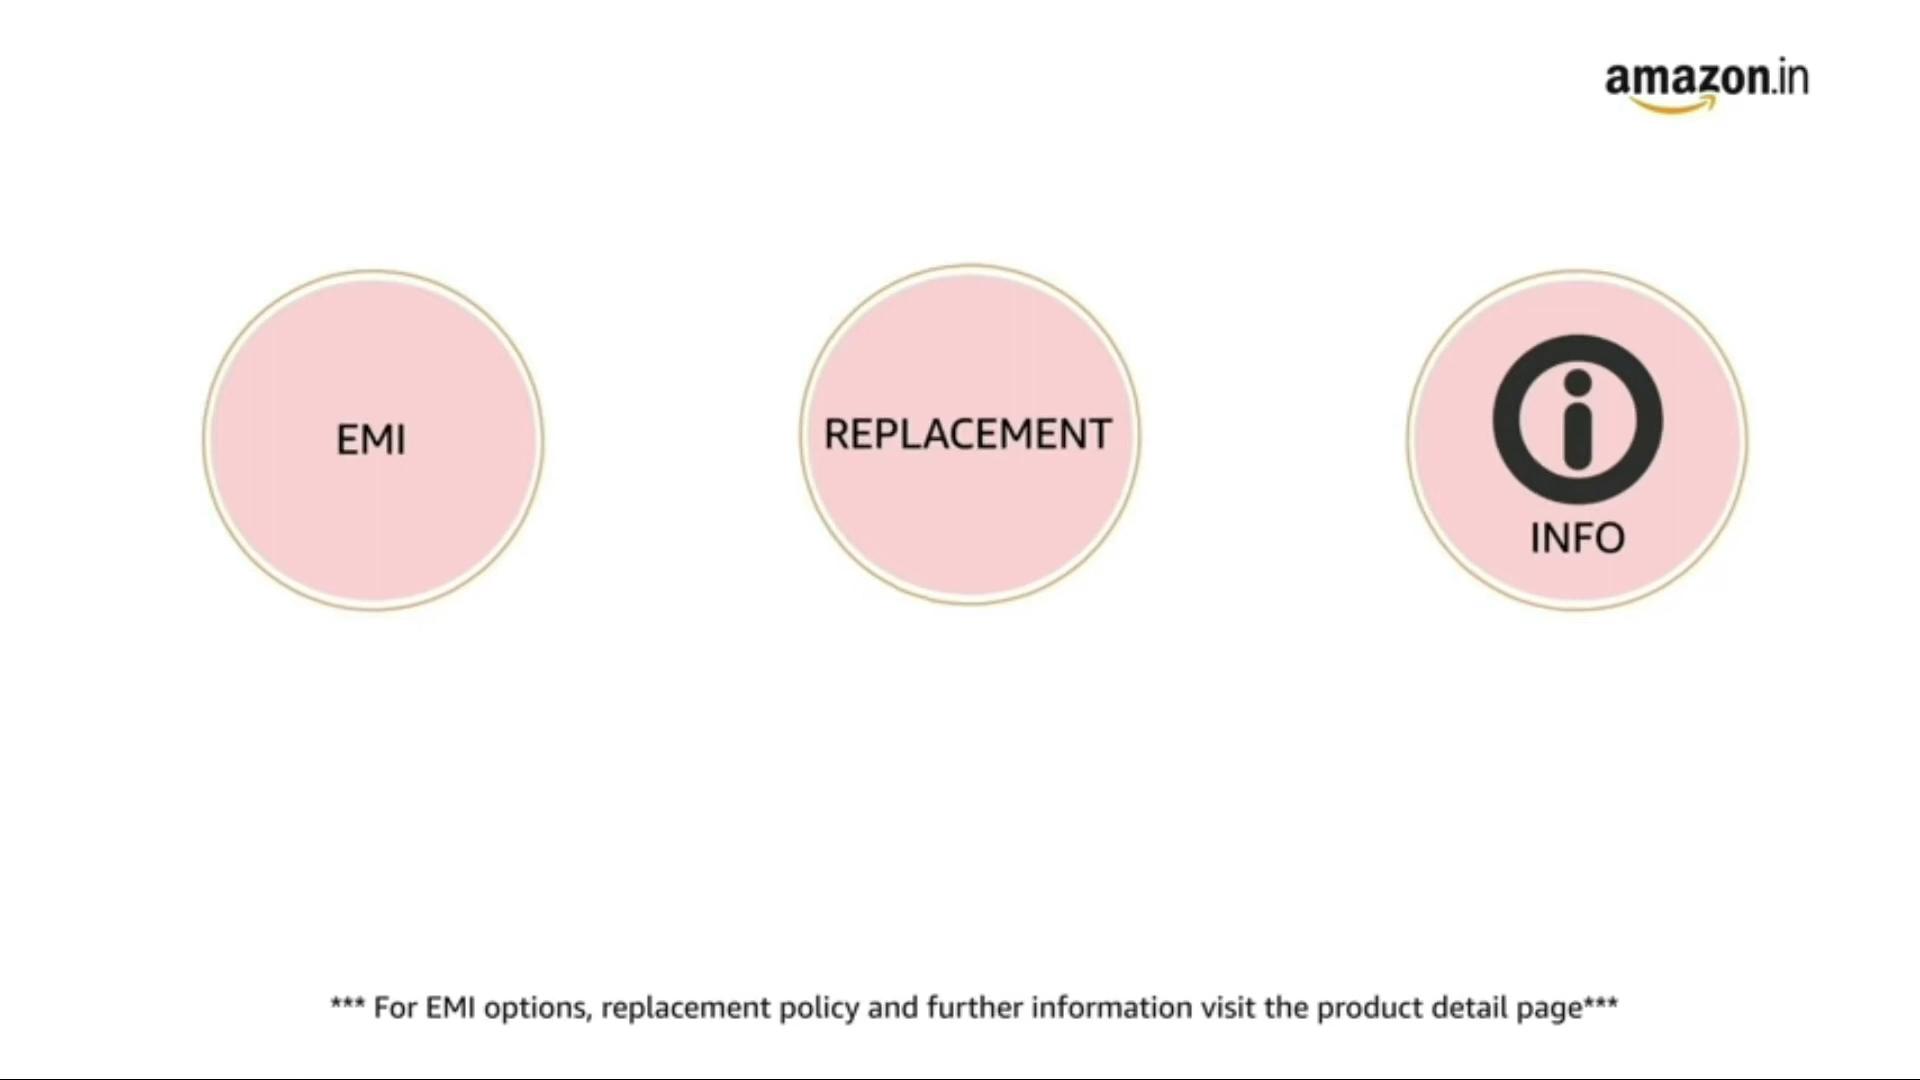 amazon.in
EMI
REPLACEMENT
i
INFO
*** For EMI options, replacement policy and further information visit the product detail page***